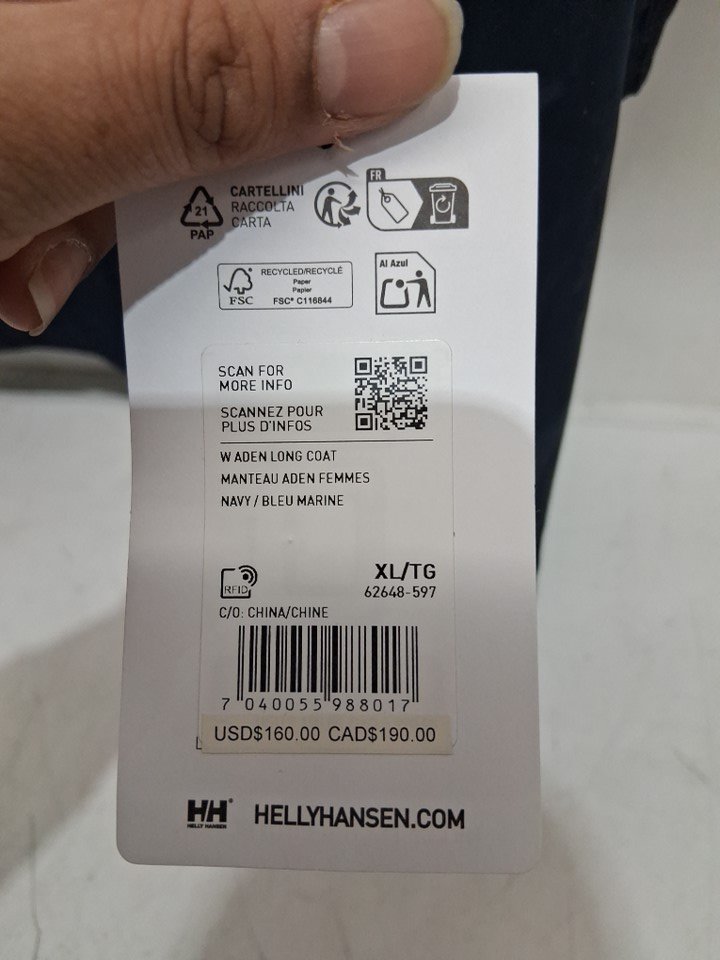 21
PAP
CARTELLINI
RACCOLTA
CARTA
FR
FSC
RECYCLED/RECYCLÉ
Paper
Papier
FSC® C116844
Al Azul
SCAN FOR
MORE INFO
SCANNEZ POUR
PLUS D'INFOS
W ADEN LONG COAT
MANTEAU ADEN FEMMES
NAVY / BLEU MARINE
RFID
XL/TG
62648-597
C/O: CHINA/CHINE
7 040055 988017
USD$160.00 CAD$190.00
HH®
HELLY HANSEN
HELLYHANSEN.COM